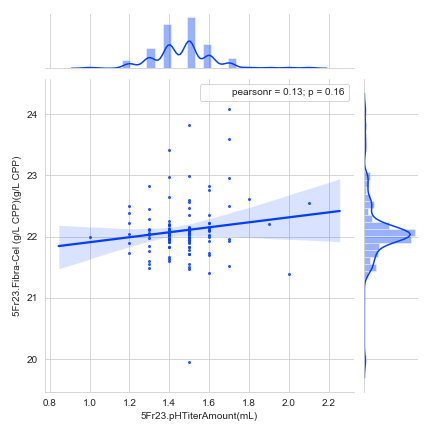 pearsonr = 0.13; p = 0.16
24
23
22
21
20
5Fr23.Fibra-Cel (g/L CPP)(g/L CPP)
0.8 1.0 1.2 1.4 1.6 1.8 2.0 2.2
5Fr23.pHTiterAmount(mL)